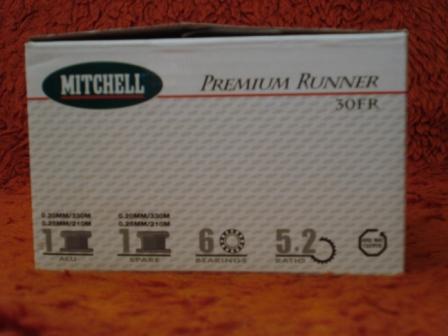 MITCHELL
PREMIUM RUNNER
30FR
0.20MM/330M
0.25MM/210M
1
ALU
0.20MM/330M
0.25MM/210M
1
SPARE
6
BEARINGS
5.2
RATIO